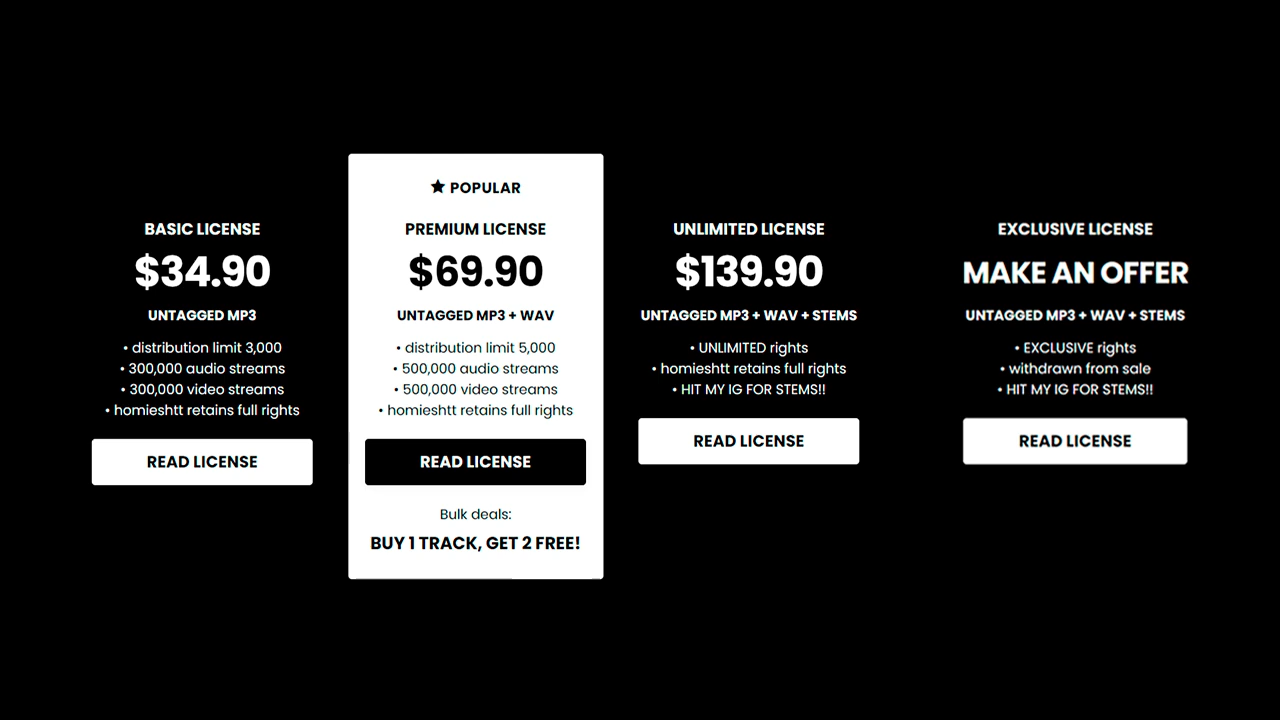 BASIC LICENSE
$34.90
UNTAGGED MP3
• distribution limit 3,000
• 300,000 audio streams
• 300,000 video streams
• homieshtt retains full rights
READ LICENSE
POPULAR
PREMIUM LICENSE
$69.90
UNTAGGED MP3 + WAV
• distribution limit 5,000
• 500,000 audio streams
• 500,000 video streams
• homieshtt retains full rights
READ LICENSE
Bulk deals:
BUY 1 TRACK, GET 2 FREE!
UNLIMITED LICENSE
$139.90
UNTAGGED MP3 + WAV + STEMS
• UNLIMITED rights
• homieshtt retains full rights
• HIT MY IG FOR STEMS!!
READ LICENSE
EXCLUSIVE LICENSE
MAKE AN OFFER
UNTAGGED MP3 + WAV + STEMS
• EXCLUSIVE rights
• withdrawn from sale
• HIT MY IG FOR STEMS!!
READ LICENSE